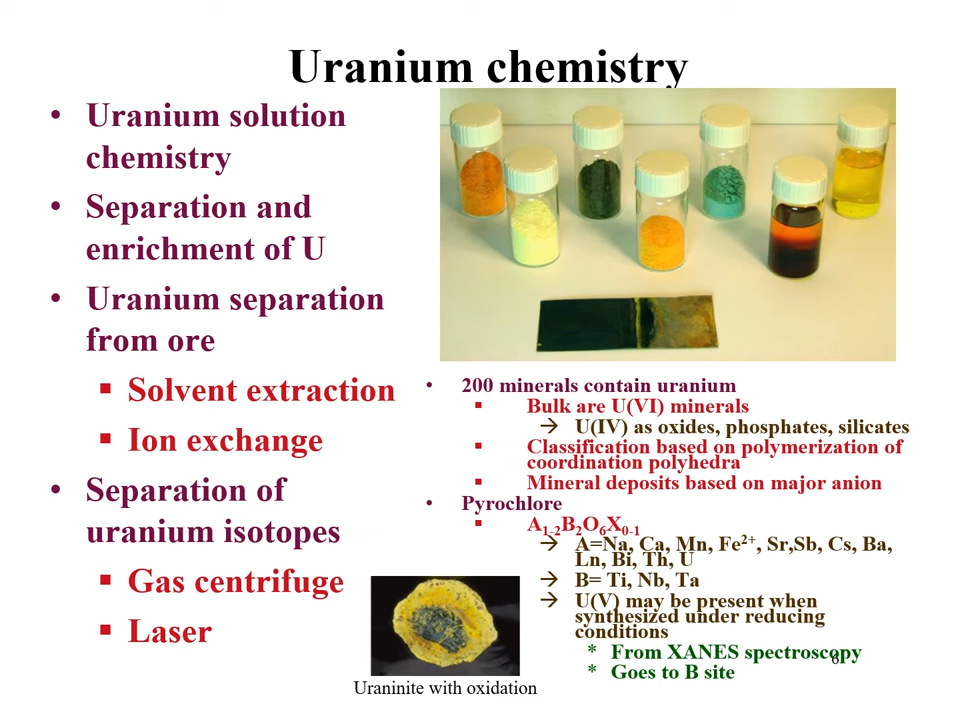 Uranium chemistry
• Uranium solution
chemistry
• Separation and
enrichment of U
• Uranium separation
from ore
▪ Solvent extraction
▪ Ion exchange
• Separation of
uranium isotopes
▪ Gas centrifuge
▪ Laser
• 200 minerals contain uranium
▪ Bulk are U(VI) minerals
→ U(IV) as oxides, phosphates, silicates
▪ Classification based on polymerization of
coordination polyhedra
▪ Mineral deposits based on major anion
• Pyrochlore
▪ A₁₋₂B₂O₆X₀₋₁
→ A=Na, Ca, Mn, Fe²⁺, Sr,Sb, Cs, Ba,
Ln, Bi, Th, U
→ B= Ti, Nb, Ta
→ U(V) may be present when
synthesized under reducing
conditions
* From XANES spectroscopy
* Goes to B site
Uraninite with oxidation
6